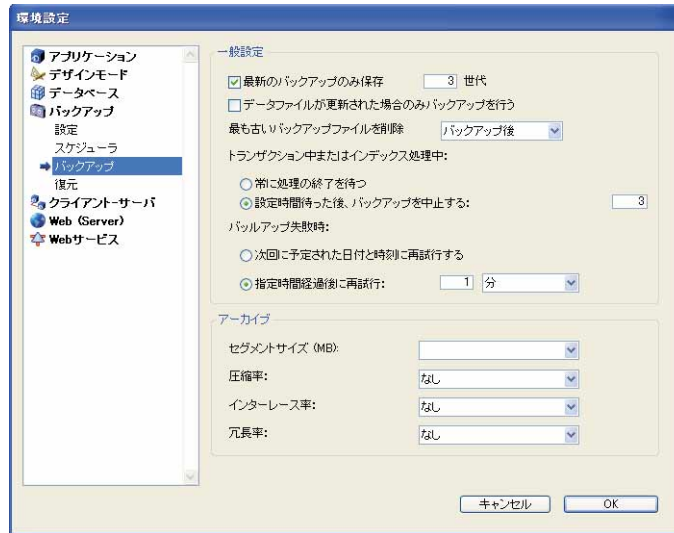 環境設定
アプリケーション
デザインモード
データベース
バックアップ
設定
スケジューラ
バックアップ
復元
クライアント-サーバ
Web (Server)
Webサービス
一般設定
最新のバックアップのみ保存 3 世代
データファイルが更新された場合のみバックアップを行う
最も古いバックアップファイルを削除 バックアップ後
トランザクション中またはインデックス処理中:
常に処理の終了を待つ
設定時間待った後、バックアップを中止する: 3
バッルアップ失敗時:
次回に予定された日付と時刻に再試行する
指定時間経過後に再試行: 1 分
アーカイブ
セグメントサイズ (MB):
圧縮率: なし
インターレース率: なし
冗長率: なし
キャンセル OK